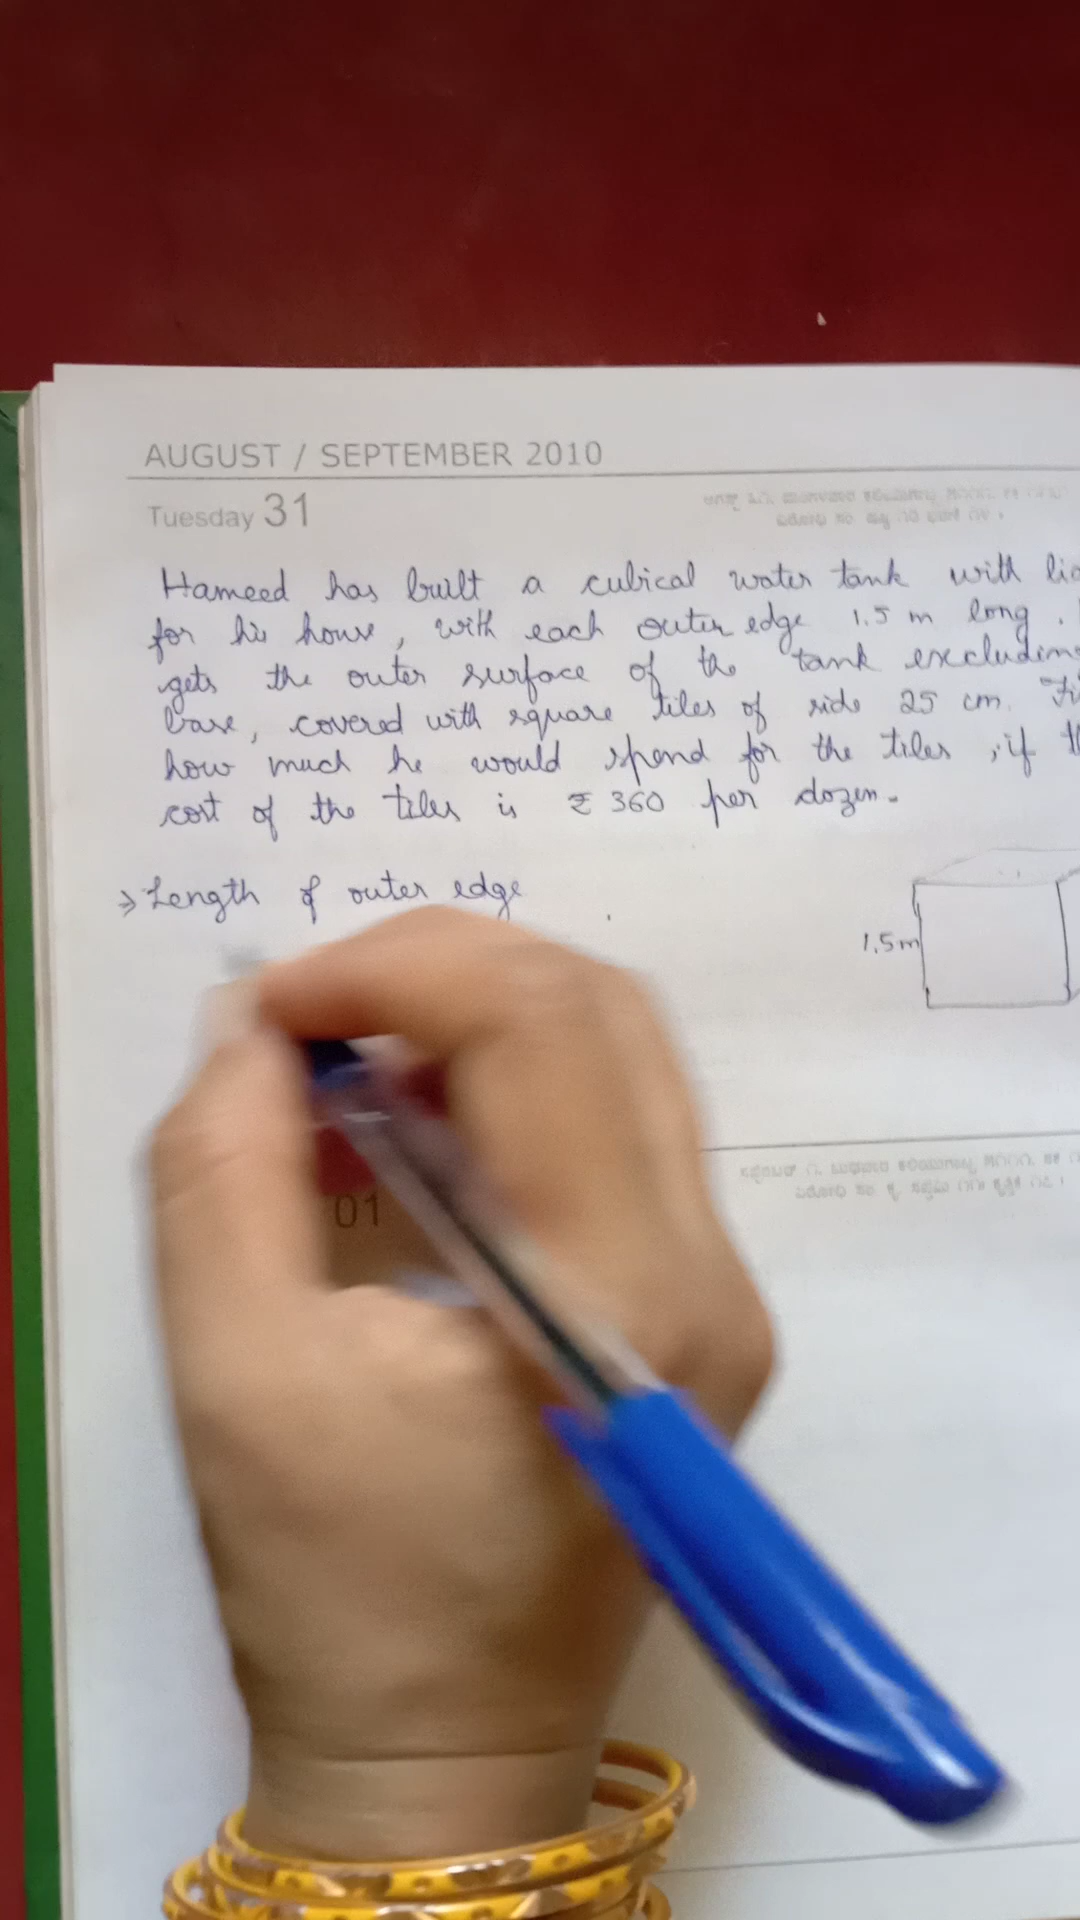 AUGUST / SEPTEMBER 2010
Tuesday 31
Hameed has built a cubical water tank with
for his house, with each outer edge 1.5 m long.
gets the outer surface of the tank excluding
base, covered with square tiles of side 25 cm.
how much he would spend for the tiles, if
cost of the tiles is ₹ 360 per dozen.
⇒ Length of outer edge
1.5m
01